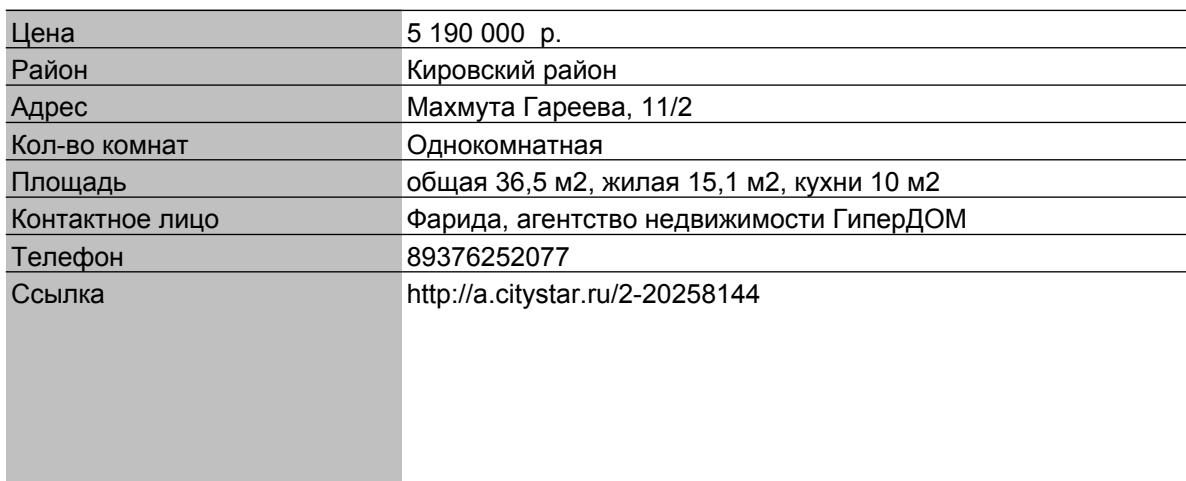 Цена 5 190 000 р.
Район Кировский район
Адрес Махмута Гареева, 11/2
Кол-во комнат Однокомнатная
Площадь общая 36,5 м2, жилая 15,1 м2, кухни 10 м2
Контактное лицо Фарида, агентство недвижимости ГиперДОМ
Телефон 89376252077
Ссылка http://a.citystar.ru/2-20258144